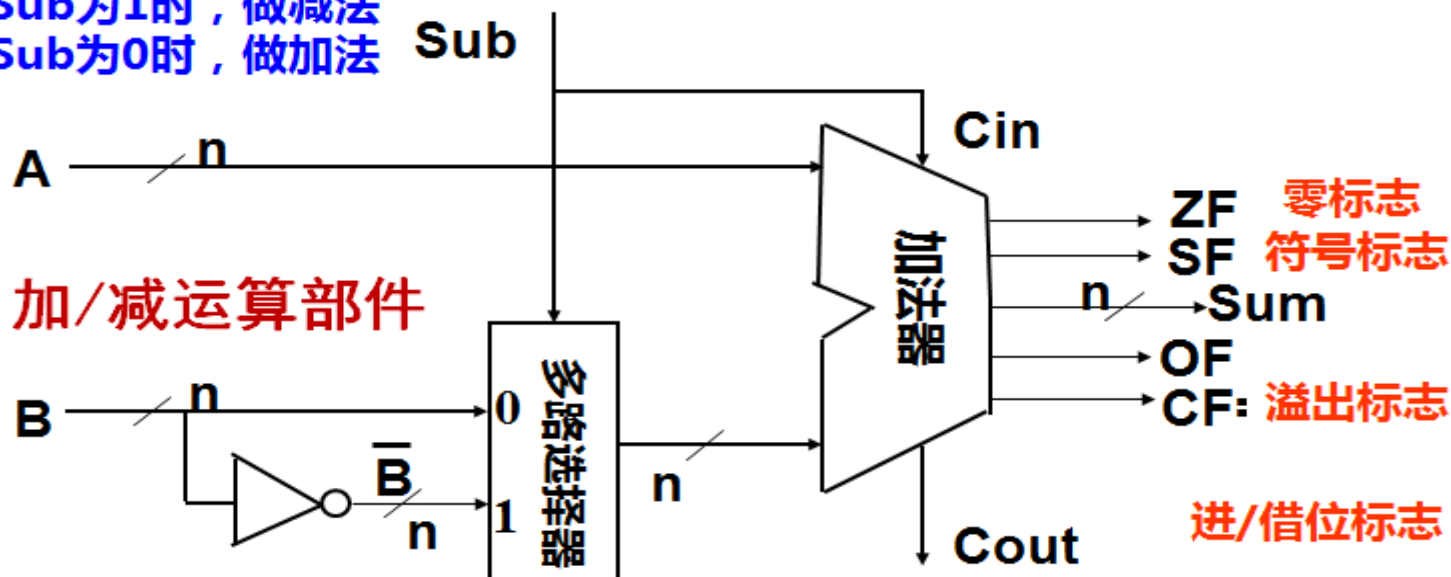 Sub为1时，做减法
Sub为0时，做加法
Sub
Cin
A
n
ZF 零标志
SF 符号标志
加法器
n
Sum
加/减运算部件
OF
CF: 溢出标志
B
n
0
多路选择器
B̅
n
1
n
进/借位标志
Cout